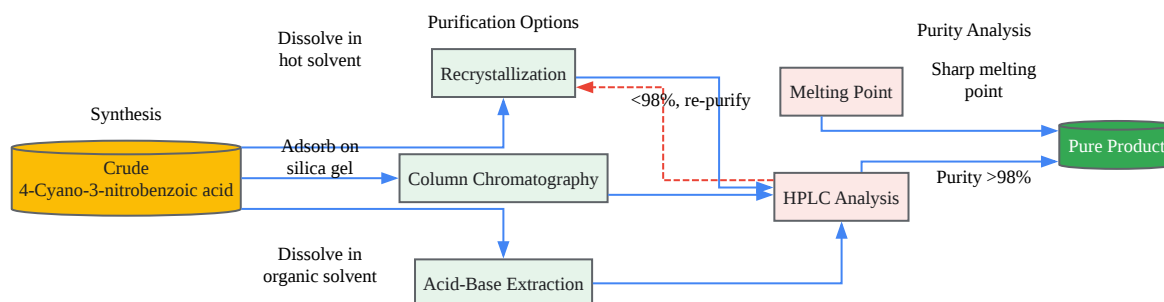 Purification Options
Dissolve in
hot solvent
Purity Analysis
Recrystallization
Sharp melting
point
Melting Point
<98%, re-purify
Synthesis
Adsorb on
silica gel
Pure Product
Crude
4-Cyano-3-nitrobenzoic acid
Column Chromatography
Purity >98%
HPLC Analysis
Dissolve in
organic solvent
Acid-Base Extraction